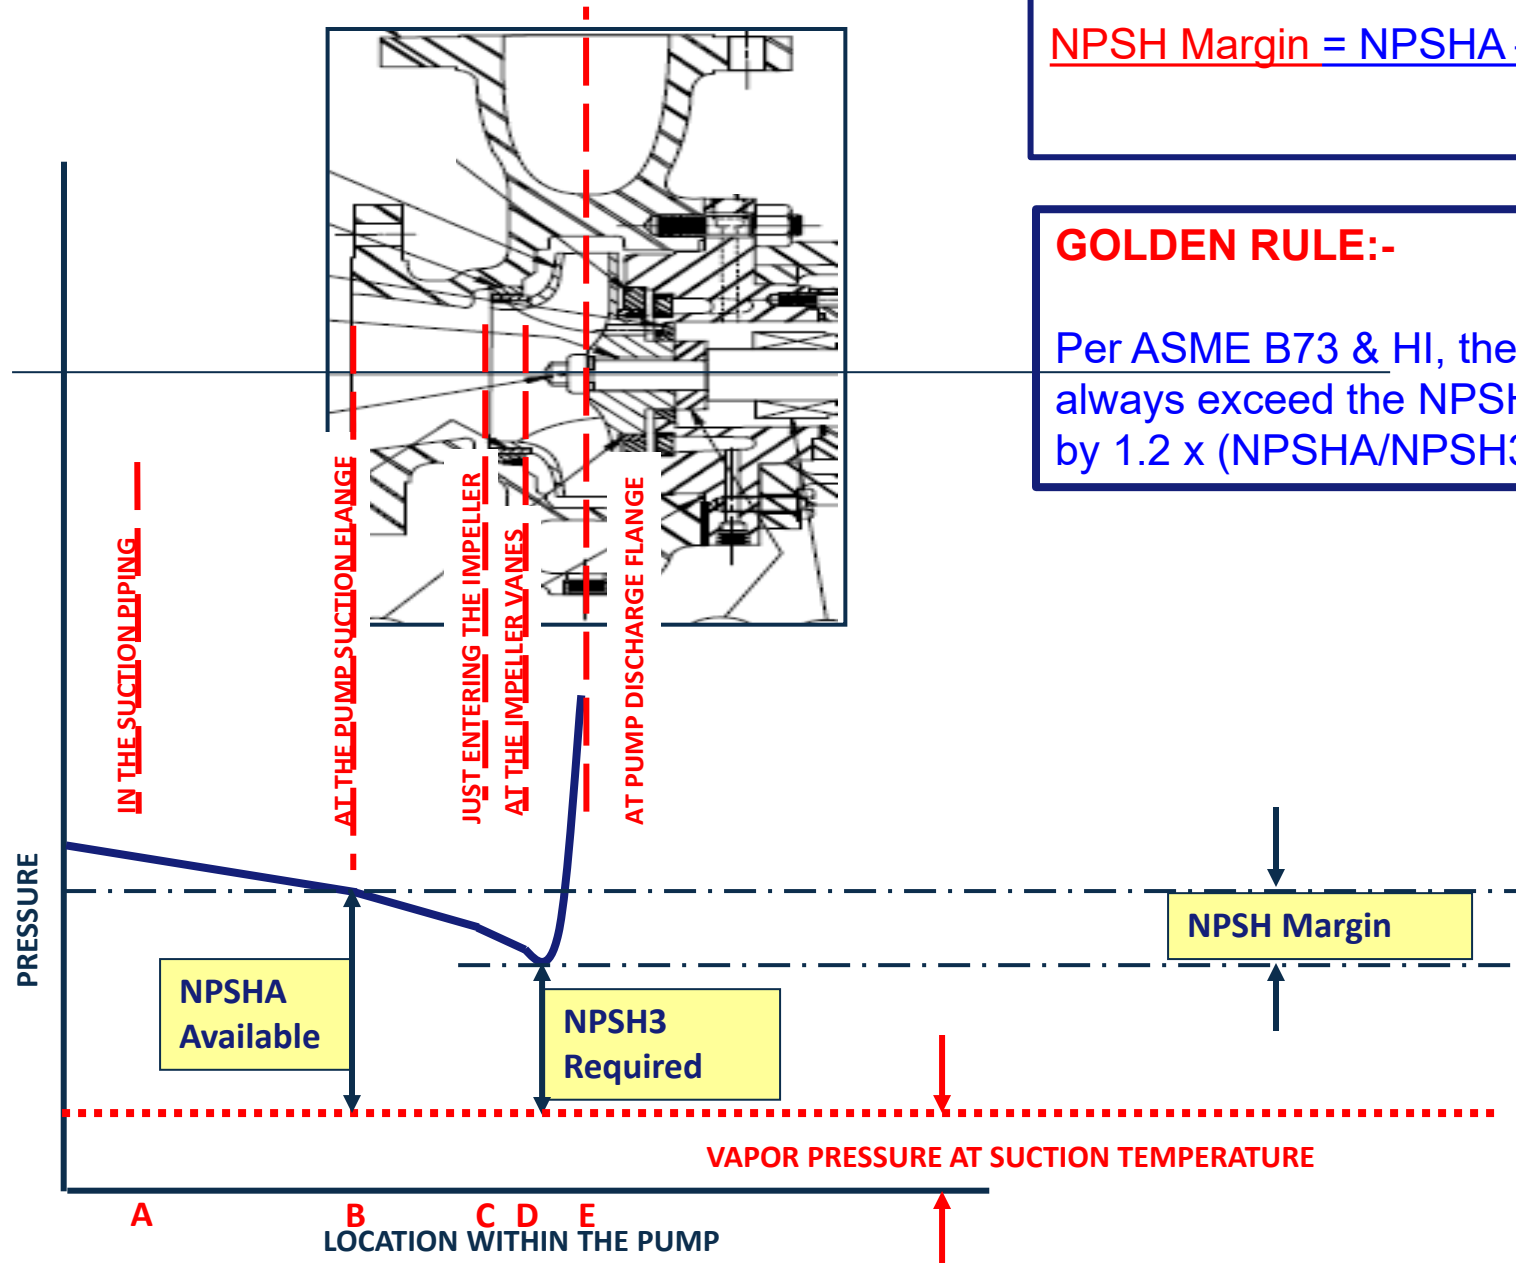 NPSH Margin = NPSHA -
GOLDEN RULE:-
Per ASME B73 & HI, the
always exceed the NPSH
by 1.2 x (NPSHA/NPSH3
IN THE SUCTION PIPING
AT THE PUMP SUCTION FLANGE
JUST ENTERING THE IMPELLER
AT THE IMPELLER VANES
AT PUMP DISCHARGE FLANGE
PRESSURE
NPSH Margin
NPSHA
Available
NPSH3
Required
VAPOR PRESSURE AT SUCTION TEMPERATURE
A B C D E
LOCATION WITHIN THE PUMP